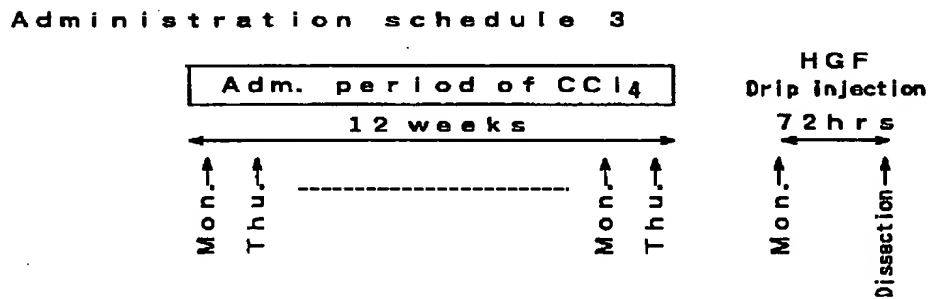 Administration schedule 3
Adm. period of CCl4
12 weeks
Mon.
Thu.
Mon.
Thu.
HGF
Drip Injection
72hrs
Mon.
Dissection